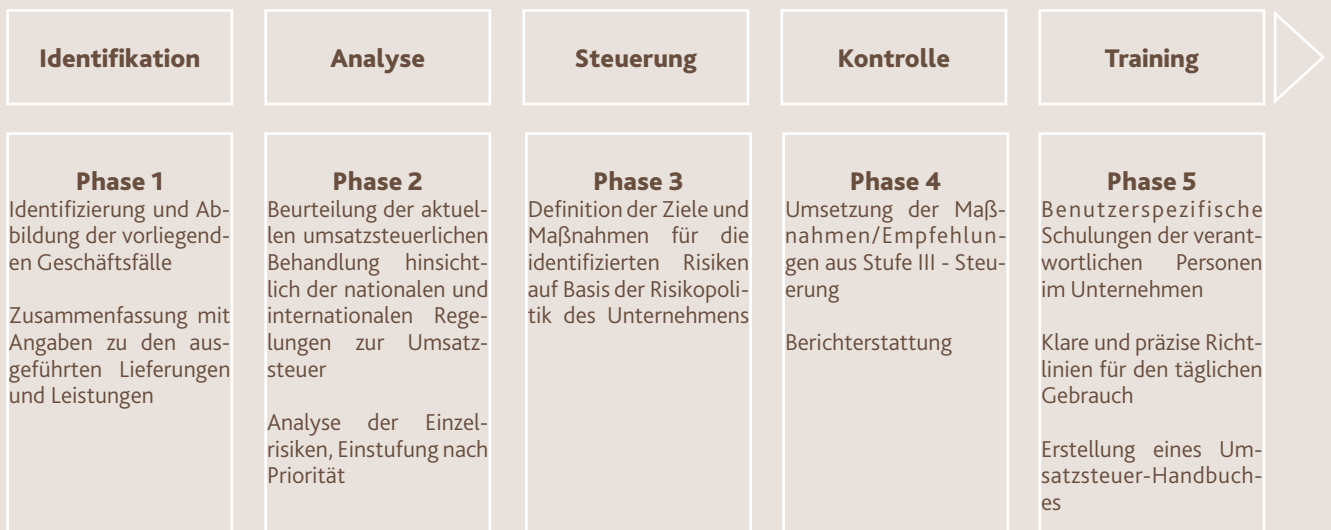 Identifikation
Analyse
Steuerung
Kontrolle
Training
Phase 1
Identifizierung und Ab-
bildung der vorliegend-
en Geschäftsfälle
Zusammenfassung mit
Angaben zu den aus-
geführten Lieferungen
und Leistungen
Phase 2
Beurteilung der aktuel-
len umsatzsteuerlichen
Behandlung hinsicht-
lich der nationalen und
internationalen Rege-
lungen zur Umsatz-
steuer
Analyse der Einzel-
risiken, Einstufung nach
Priorität
Phase 3
Definition der Ziele und
Maßnahmen für die
identifizierten Risiken
auf Basis der Risikopoli-
tik des Unternehmens
Phase 4
Umsetzung der Maß-
nahmen/Empfehlun-
gen aus Stufe III - Steu-
erung
Berichterstattung
Phase 5
Benutzerspezifische
Schulungen der verant-
wortlichen Personen
im Unternehmen
Klare und präzise Richt-
linien für den täglichen
Gebrauch
Erstellung eines Um-
satzsteuer-Handbuch-
es